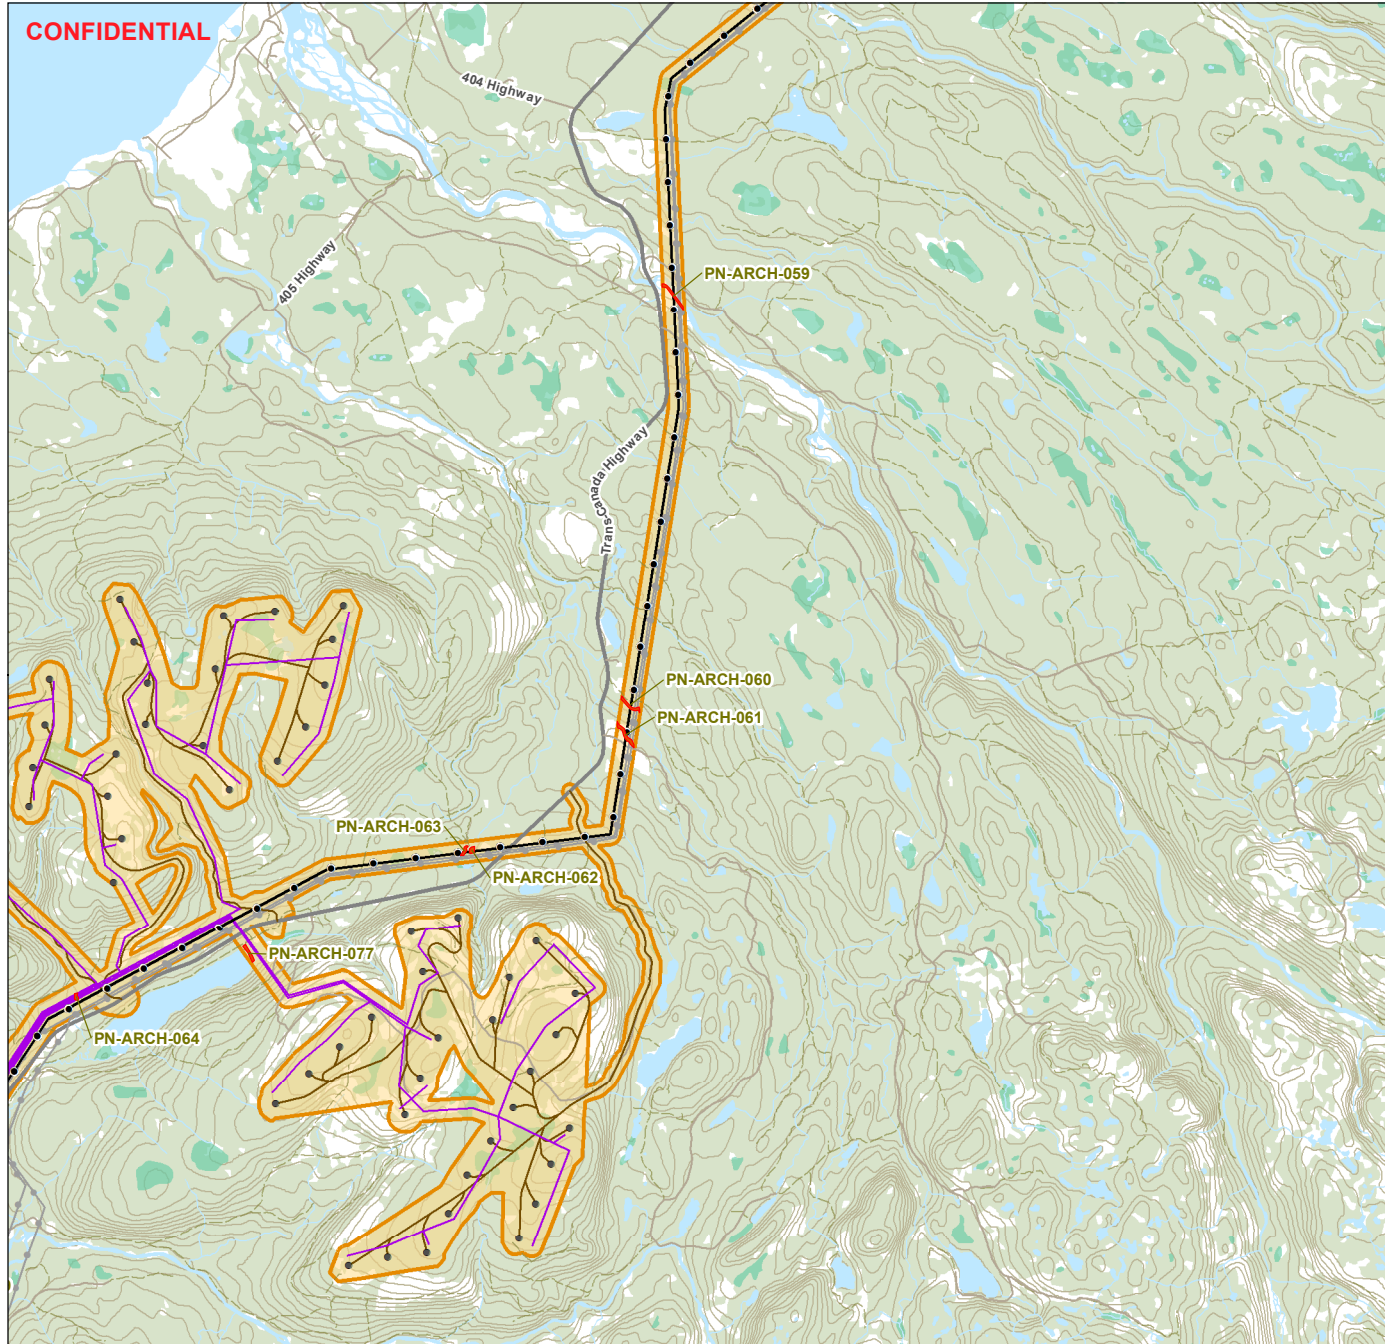 CONFIDENTIAL
404 Highway
405 Highway
PN-ARCH-059
Trans-Canada Highway
PN-ARCH-060
PN-ARCH-061
PN-ARCH-063
PN-ARCH-062
PN-ARCH-077
PN-ARCH-064